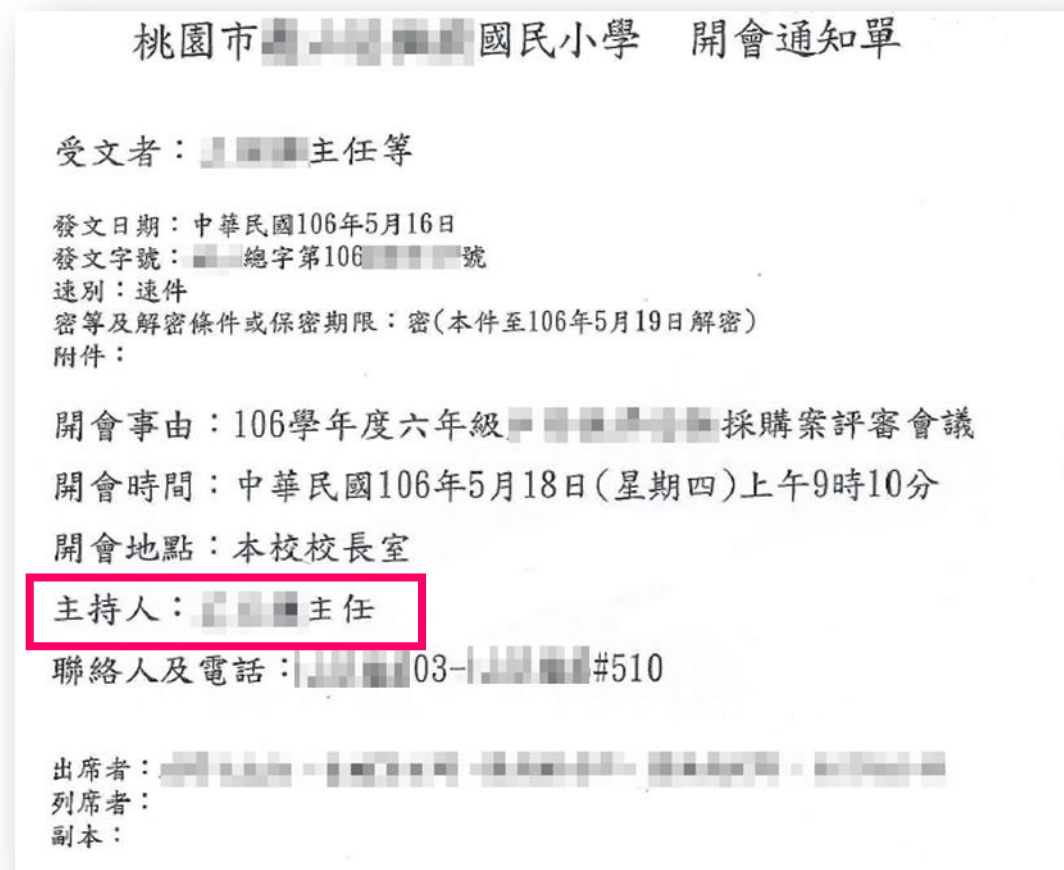 桃園市國民小學　開會通知單
受文者：主任等
發文日期：中華民國106年5月16日
發文字號：總字第106號
速別：速件
密等及解密條件或保密期限：密(本件至106年5月19日解密)
附件：
開會事由：106學年度六年級採購案評審會議
開會時間：中華民國106年5月18日(星期四)上午9時10分
開會地點：本校校長室
主持人：主任
聯絡人及電話：03-#510
出席者：
列席者：
副本：